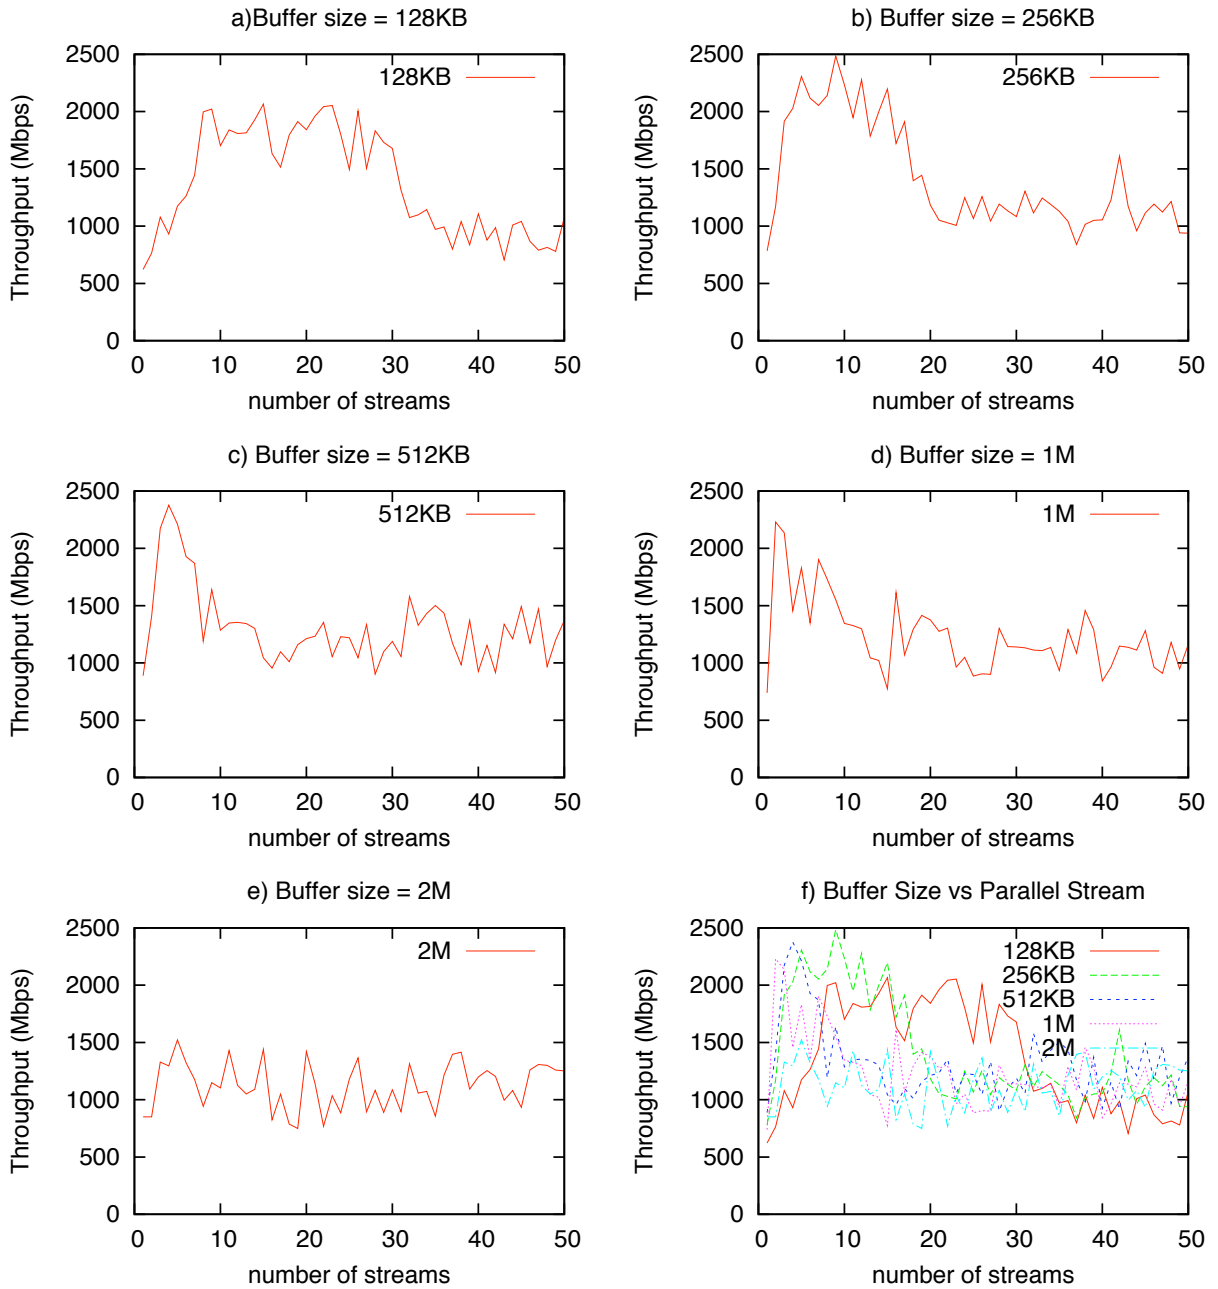 a)Buffer size = 128KB
2500
2000
1500
1000
500
0
0 10 20 30 40 50
Throughput (Mbps)
number of streams
128KB
b) Buffer size = 256KB
2500
2000
1500
1000
500
0
0 10 20 30 40 50
Throughput (Mbps)
number of streams
256KB
c) Buffer size = 512KB
2500
2000
1500
1000
500
0
0 10 20 30 40 50
Throughput (Mbps)
number of streams
512KB
d) Buffer size = 1M
2500
2000
1500
1000
500
0
0 10 20 30 40 50
Throughput (Mbps)
number of streams
1M
e) Buffer size = 2M
2500
2000
1500
1000
500
0
0 10 20 30 40 50
Throughput (Mbps)
number of streams
2M
f) Buffer Size vs Parallel Stream
2500
2000
1500
1000
500
0
0 10 20 30 40 50
Throughput (Mbps)
number of streams
128KB
256KB
512KB
1M
2M